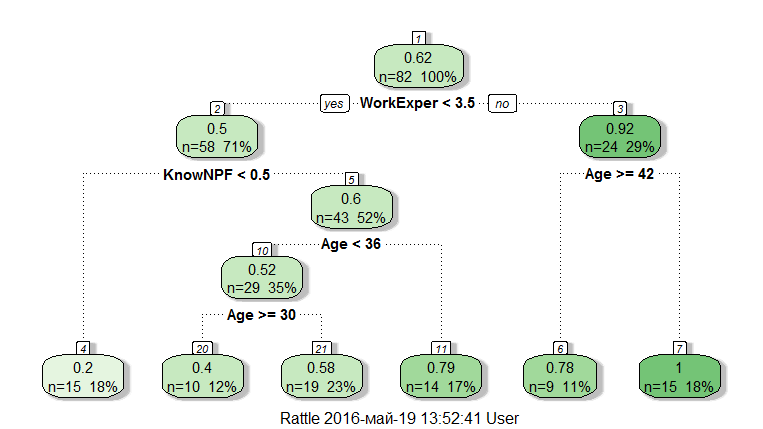 1
0.62
n=82 100%
yes WorkExper < 3.5 no
2
0.5
n=58 71%
3
0.92
n=24 29%
KnowNPF < 0.5
Age >= 42
5
0.6
n=43 52%
Age < 36
10
0.52
n=29 35%
Age >= 30
4
0.2
n=15 18%
20
0.4
n=10 12%
21
0.58
n=19 23%
11
0.79
n=14 17%
6
0.78
n=9 11%
7
1
n=15 18%
Rattle 2016-май-19 13:52:41 User